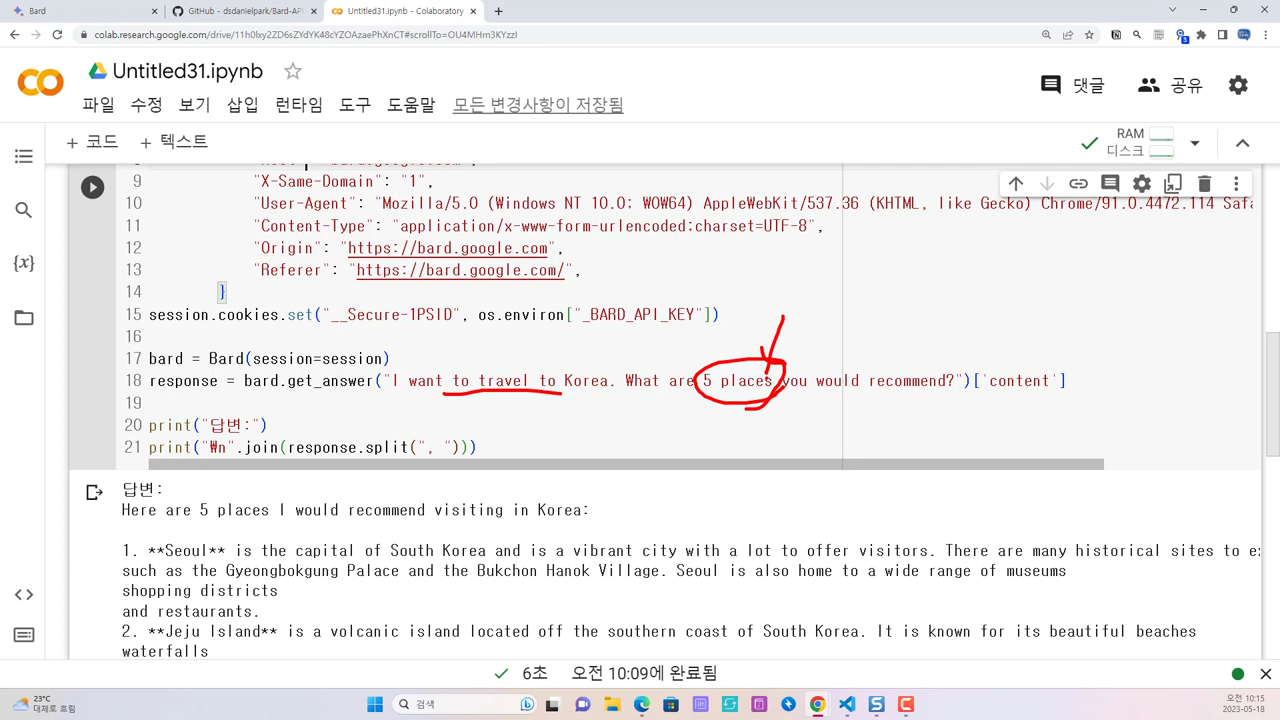 Bard
GitHub - dsdanielpark/Bard-API
Untitled31.ipynb - Colaboratory
colab.research.google.com/drive/11h0lxy2ZD6sZYdYK48cYZOAzaePhXnCT#scrollTo=OU4MHm3KYzzI
Untitled31.ipynb
댓글
공유
파일 수정 보기 삽입 런타임 도구 도움말 모든 변경사항이 저장됨
+ 코드 + 텍스트
RAM
디스크
9 "X-Same-Domain": "1",
10 "User-Agent": "Mozilla/5.0 (Windows NT 10.0; WOW64) AppleWebKit/537.36 (KHTML, like Gecko) Chrome/91.0.4472.114 Safa
11 "Content-Type": "application/x-www-form-urlencoded;charset=UTF-8",
12 "Origin": "https://bard.google.com",
13 "Referer": "https://bard.google.com/",
14 }
15 session.cookies.set("__Secure-1PSID", os.environ["_BARD_API_KEY"])
16
17 bard = Bard(session=session)
18 response = bard.get_answer("I want to travel to Korea. What are 5 places you would recommend?")['content']
19
20 print("답변:")
21 print("₩n".join(response.split(", ")))
답변:
Here are 5 places I would recommend visiting in Korea:
1. **Seoul** is the capital of South Korea and is a vibrant city with a lot to offer visitors. There are many historical sites to
such as the Gyeongbokgung Palace and the Bukchon Hanok Village. Seoul is also home to a wide range of museums
shopping districts
and restaurants.
2. **Jeju Island** is a volcanic island located off the southern coast of South Korea. It is known for its beautiful beaches
waterfalls
6초 오전 10:09에 완료됨
23°C
대체로 흐림
검색
오전 10:15
2023-05-18